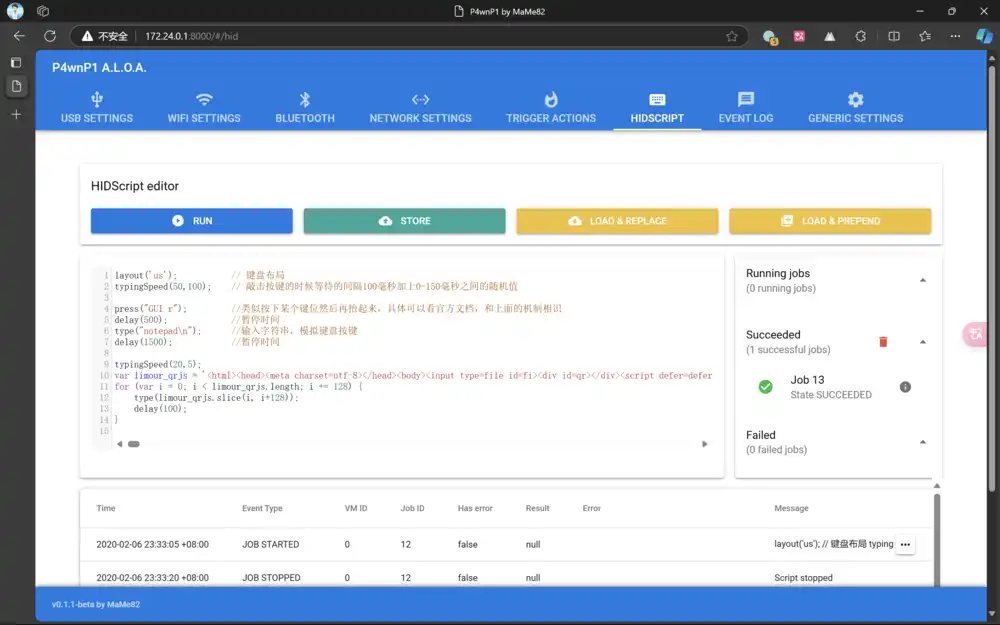 P4wnP1 by MaMe82
不安全 172.24.0.1:8000/#/hid
P4wnP1 A.L.O.A.
USB SETTINGS WIFI SETTINGS BLUETOOTH NETWORK SETTINGS TRIGGER ACTIONS HIDSCRIPT EVENT LOG GENERIC SETTINGS
HIDScript editor
RUN STORE LOAD & REPLACE LOAD & PREPEND
1 layout('us'); // 键盘布局
2 typingSpeed(50,100); // 敲击按键的时候等待的间隔100毫秒加上0-150毫秒之间的随机值
3
4 press("GUI r"); //类似按下某个键位然后再抬起来，具体可以看官方文档，和上面的机制相识
5 delay(500); //暂停时间
6 type("notepad\n"); //输入字符串，模拟键盘按键
7 delay(1500); //暂停时间
8
9 typingSpeed(20,5);
10 var limour_qrjs = `<html><head><meta charset=utf-8></head><body><input type=file id=fi><div id=qr></div><script defer=defer
11 for (var i = 0; i < limour_qrjs.length; i += 128) {
12 type(limour_qrjs.slice(i, i+128));
13 delay(100);
14 }
15
Running jobs
(0 running jobs)
Succeeded
(1 successful jobs)
Job 13
State SUCCEEDED
Failed
(0 failed jobs)
Time Event Type VM ID Job ID Has error Result Error Message
2020-02-06 23:33:05 +08:00 JOB STARTED 0 12 false null layout('us'); // 键盘布局 typing
2020-02-06 23:33:20 +08:00 JOB STOPPED 0 12 false null Script stopped
v0.1.1-beta by MaMe82